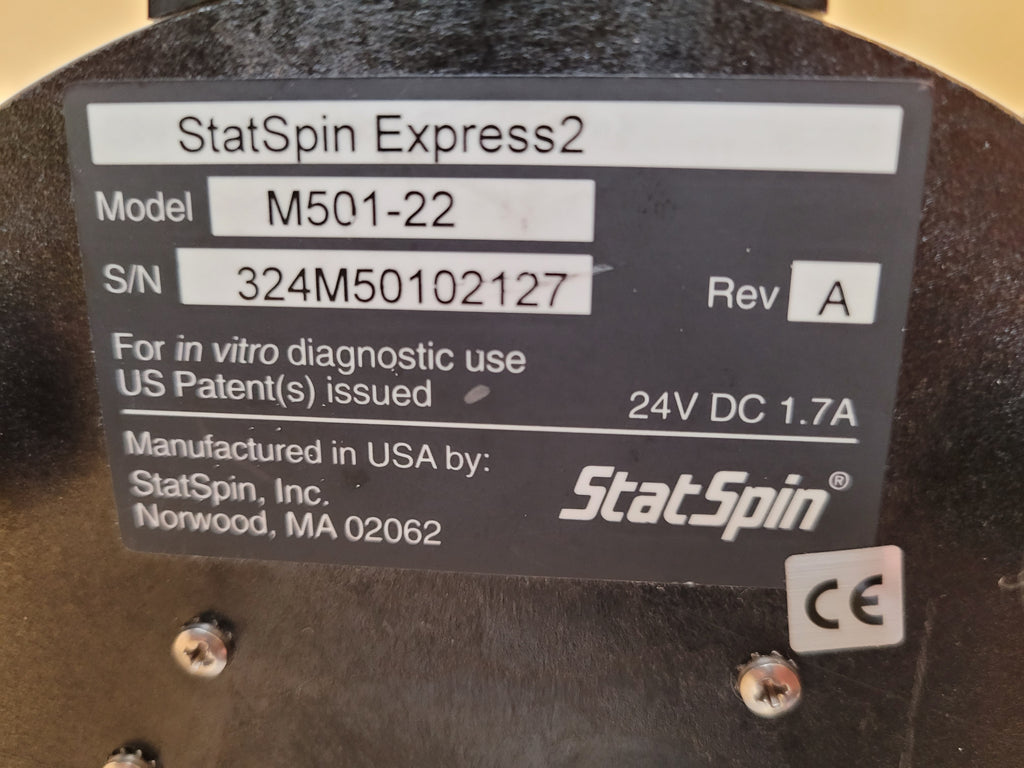 StatSpin Express2
Model M501-22
S/N 324M50102127 Rev A
For in vitro diagnostic use
US Patent(s) issued 24V DC 1.7A
Manufactured in USA by:
StatSpin, Inc.
Norwood, MA 02062
StatSpin®
CE